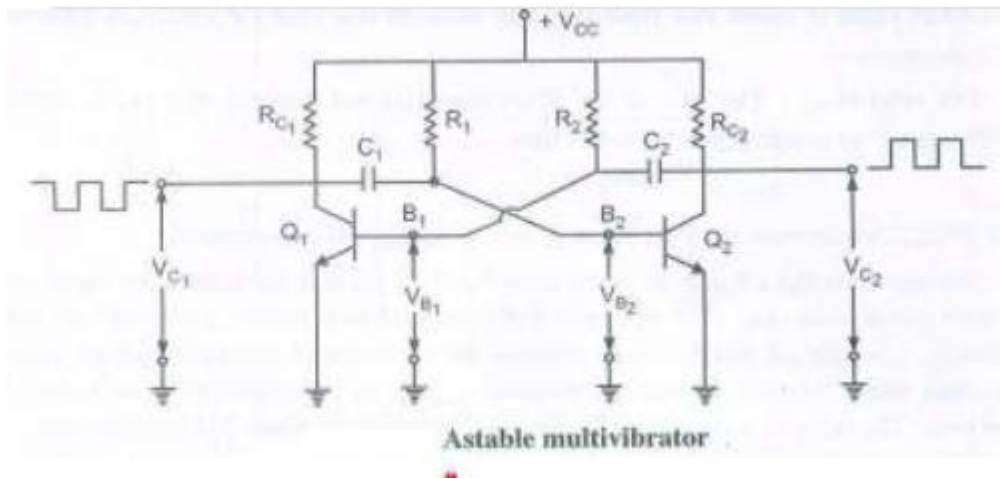 + VCC
RC1
R1
R2
RC2
C1
C2
Q1
B1
B2
Q2
VC1
VB1
VB2
VC2
Astable multivibrator